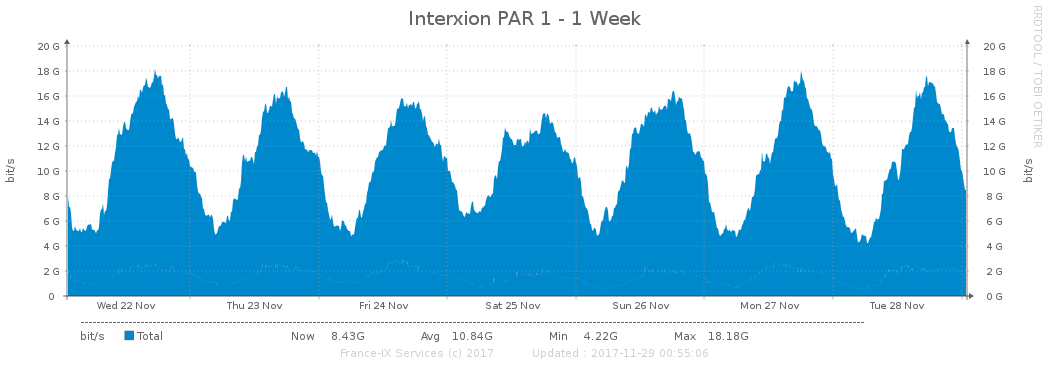 Interxion PAR 1 - 1 Week
RRDTOOL / TOBI OETIKER
bit/s
bit/s
20 G 20 G
18 G 18 G
16 G 16 G
14 G 14 G
12 G 12 G
10 G 10 G
8 G 8 G
6 G 6 G
4 G 4 G
2 G 2 G
0 0 G
Wed 22 Nov Thu 23 Nov Fri 24 Nov Sat 25 Nov Sun 26 Nov Mon 27 Nov Tue 28 Nov
bit/s Total Now 8.43G Avg 10.84G Min 4.22G Max 18.18G
France-IX Services (c) 2017 Updated : 2017-11-29 00:55:06